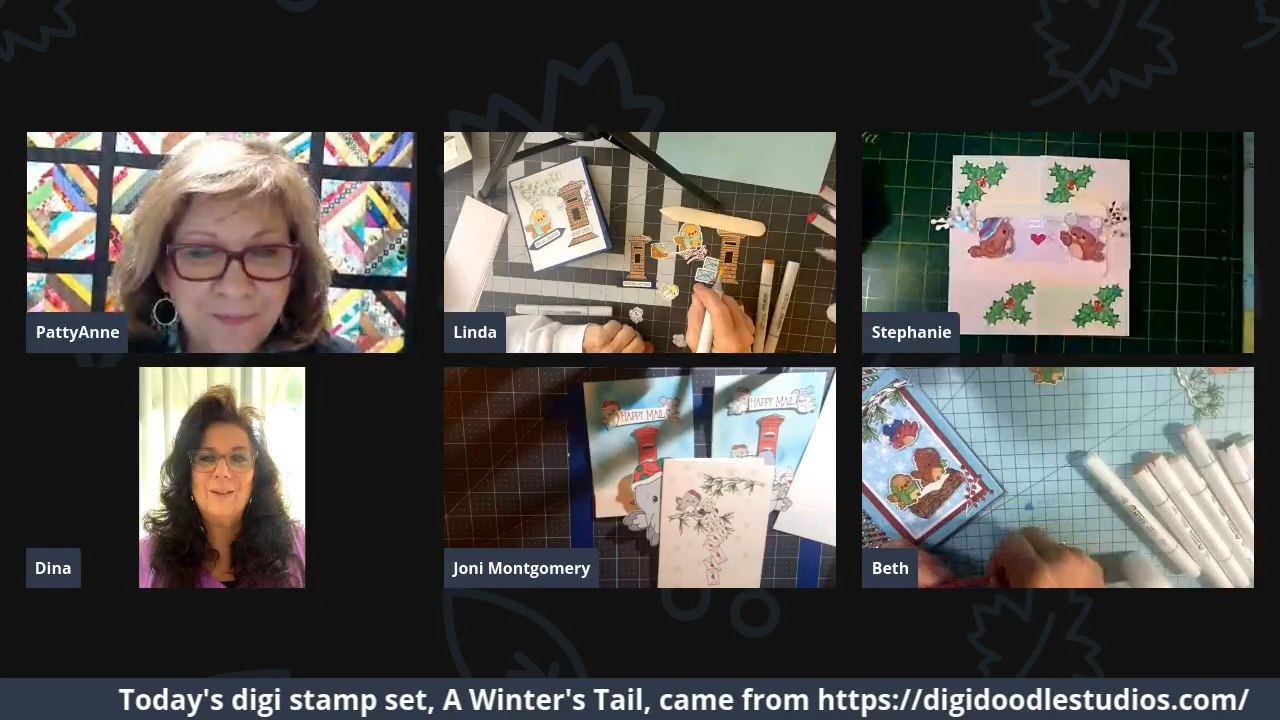 PattyAnne
Linda
Stephanie
Dina
HAPPY MAIL
HAPPY MAIL
Joni Montgomery
Beth
Today's digi stamp set, A Winter's Tail, came from https://digidoodlestudios.com/